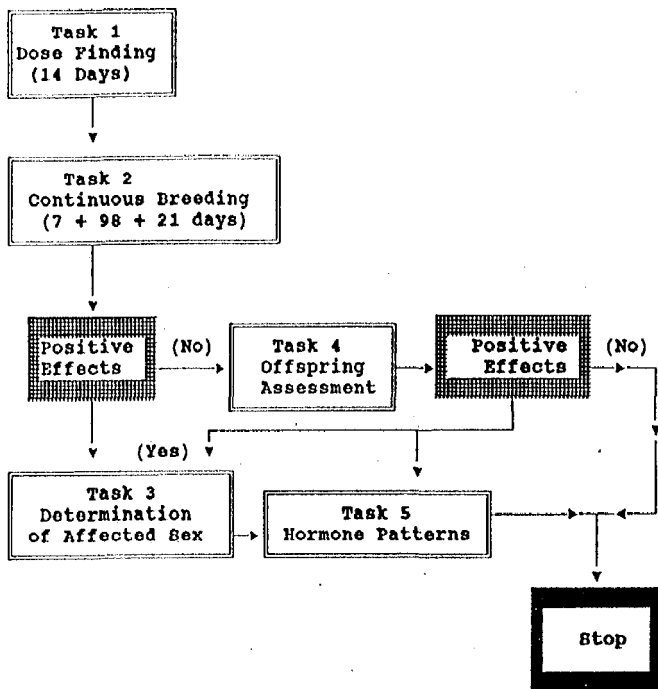 Task 1
Dose Finding
(14 Days)
Task 2
Continuous Breeding
(7 + 98 + 21 days)
Positive
Effects
(No)
Task 4
Offspring
Assessment
Positive
Effects
(No)
(Yes)
Task 3
Determination
of Affected Sex
Task 5
Hormone Patterns
Stop